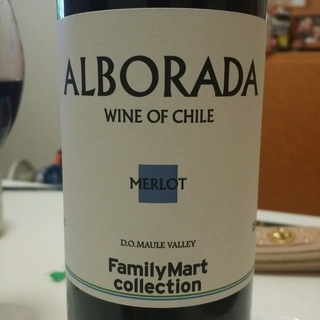 ALBORADA
WINE OF CHILE
MERLOT
D.O.MAULE VALLEY
FamilyMart
collection